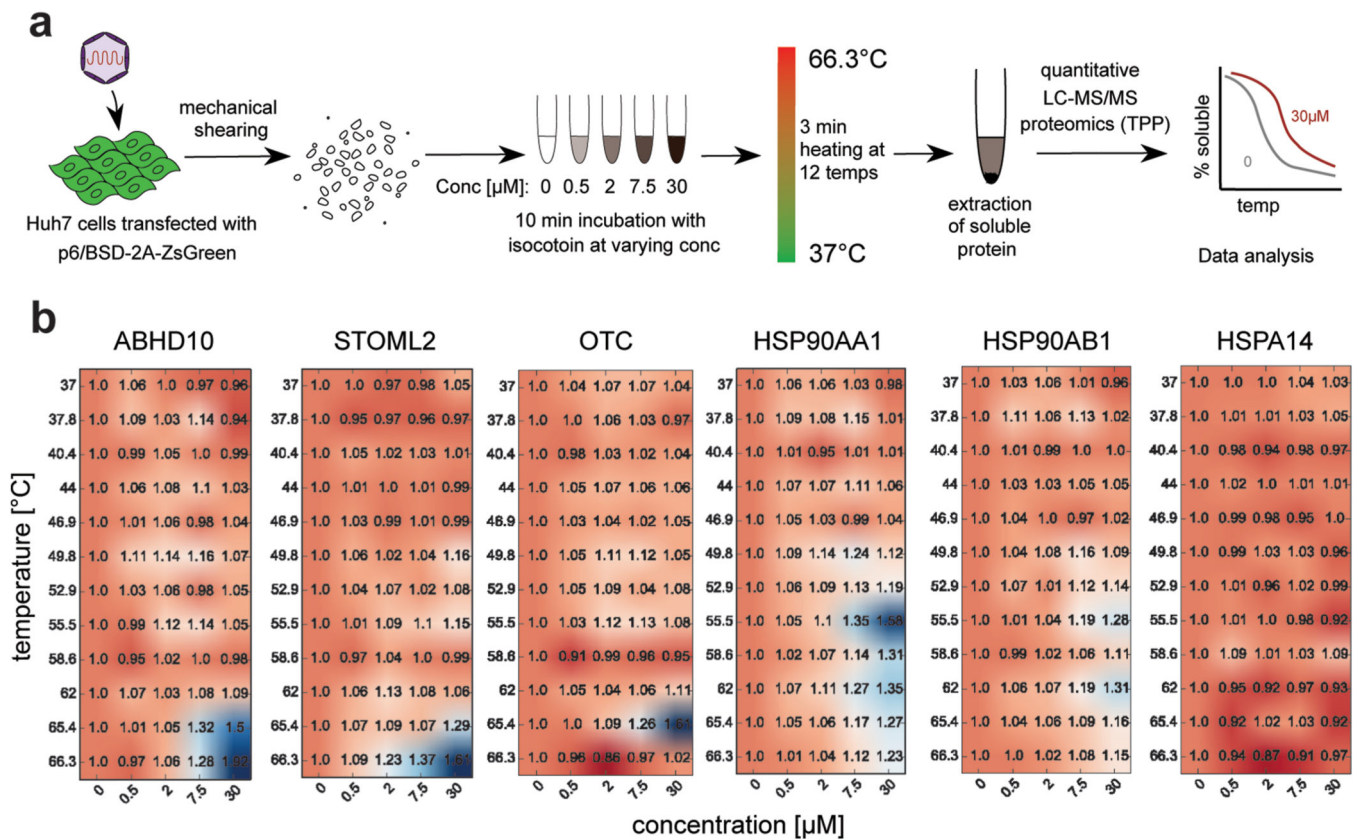 a
mechanical
shearing
Huh7 cells transfected with
p6/BSD-2A-ZsGreen
Conc [µM]: 0 0.5 2 7.5 30
10 min incubation with
isocotoin at varying conc
66.3°C
3 min
heating at
12 temps
37°C
extraction
of soluble
protein
quantitative
LC-MS/MS
proteomics (TPP)
% soluble
30µM
0
temp
Data analysis
b
temperature [°C]
ABHD10
37 1.0 1.06 1.0 0.97 0.96
37.8 1.0 1.09 1.03 1.14 0.94
40.4 1.0 0.99 1.05 1.0 0.99
44 1.0 1.06 1.08 1.1 1.03
46.9 1.0 1.01 1.06 0.98 1.04
49.8 1.0 1.11 1.14 1.16 1.07
52.9 1.0 1.03 1.06 0.98 1.05
55.5 1.0 0.99 1.12 1.14 1.05
58.6 1.0 0.95 1.02 1.0 0.98
62 1.0 1.07 1.03 1.08 1.09
65.4 1.0 1.01 1.05 1.32 1.5
66.3 1.0 0.97 1.06 1.28 1.92
0 0.5 2 7.5 30
STOML2
37 1.0 1.0 0.97 0.98 1.05
37.8 1.0 0.95 0.97 0.96 0.97
40.4 1.0 1.05 1.02 1.03 1.01
44 1.0 1.01 1.0 1.01 0.99
46.9 1.0 1.03 0.99 1.01 0.99
49.8 1.0 1.06 1.02 1.04 1.16
52.9 1.0 1.04 1.07 1.02 1.08
55.5 1.0 1.01 1.09 1.1 1.15
58.6 1.0 0.97 1.04 1.0 0.99
62 1.0 1.06 1.13 1.08 1.06
65.4 1.0 1.07 1.09 1.07 1.29
66.3 1.0 1.09 1.23 1.37 1.61
0 0.5 2 7.5 30
OTC
37 1.0 1.04 1.07 1.07 1.04
37.8 1.0 1.0 1.06 1.03 0.97
40.4 1.0 0.98 1.03 1.02 1.04
44 1.0 1.05 1.07 1.06 1.06
46.9 1.0 1.03 1.04 1.02 1.05
49.8 1.0 1.05 1.11 1.12 1.05
52.9 1.0 1.05 1.09 1.04 1.08
55.5 1.0 1.03 1.12 1.13 1.08
58.6 1.0 0.91 0.99 0.96 0.95
62 1.0 1.05 1.04 1.06 1.11
65.4 1.0 1.0 1.09 1.26 1.61
66.3 1.0 0.96 0.86 0.97 1.02
0 0.5 2 7.5 30
HSP90AA1
37 1.0 1.06 1.06 1.03 0.98
37.8 1.0 1.09 1.08 1.15 1.01
40.4 1.0 1.01 0.95 1.01 1.01
44 1.0 1.07 1.07 1.11 1.06
46.9 1.0 1.05 1.03 0.99 1.04
49.8 1.0 1.09 1.14 1.24 1.12
52.9 1.0 1.06 1.09 1.13 1.19
55.5 1.0 1.05 1.1 1.35 1.58
58.6 1.0 1.02 1.07 1.14 1.31
62 1.0 1.07 1.11 1.27 1.35
65.4 1.0 1.05 1.06 1.17 1.27
66.3 1.0 1.01 1.04 1.12 1.23
0 0.5 2 7.5 30
HSP90AB1
37 1.0 1.03 1.06 1.01 0.96
37.8 1.0 1.11 1.06 1.13 1.02
40.4 1.0 1.01 0.99 1.0 1.0
44 1.0 1.03 1.03 1.05 1.05
46.9 1.0 1.04 1.0 0.97 1.02
49.8 1.0 1.04 1.08 1.16 1.09
52.9 1.0 1.07 1.01 1.12 1.14
55.5 1.0 1.01 1.04 1.19 1.28
58.6 1.0 0.99 1.02 1.06 1.11
62 1.0 1.06 1.07 1.19 1.31
65.4 1.0 1.04 1.06 1.09 1.16
66.3 1.0 1.0 1.02 1.08 1.15
0 0.5 2 7.5 30
HSPA14
37 1.0 1.0 1.0 1.04 1.03
37.8 1.0 1.01 1.01 1.03 1.05
40.4 1.0 0.98 0.94 0.98 0.97
44 1.0 1.02 1.0 1.01 1.01
46.9 1.0 0.99 0.98 0.95 1.0
49.8 1.0 0.99 1.03 1.03 0.96
52.9 1.0 1.01 0.96 1.02 0.99
55.5 1.0 1.01 1.0 0.98 0.92
58.6 1.0 1.09 1.01 1.03 1.09
62 1.0 0.95 0.92 0.97 0.93
65.4 1.0 0.92 1.02 1.03 0.92
66.3 1.0 0.94 0.87 0.91 0.97
0 0.5 2 7.5 30
concentration [µM]